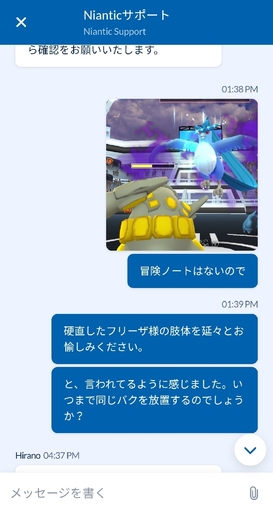 Nianticサポート
Niantic Support
ら確認をお願いいたします。
01:38 PM
冒険ノートはないので
01:39 PM
硬直したフリーザ様の肢体を延々とお
愉しみください。
と、言われてるように感じました。い
つまで同じバクを放置するのでしょう
か？
Hirano 04:37 PM
メッセージを書く